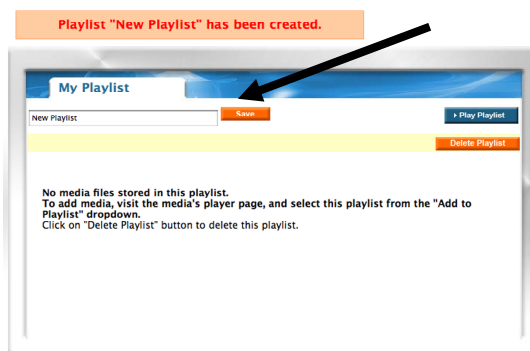 Playlist "New Playlist" has been created.
My Playlist
New Playlist
Save
Play Playlist
Delete Playlist
No media files stored in this playlist.
To add media, visit the media's player page, and select this playlist from the "Add to
Playlist" dropdown.
Click on "Delete Playlist" button to delete this playlist.